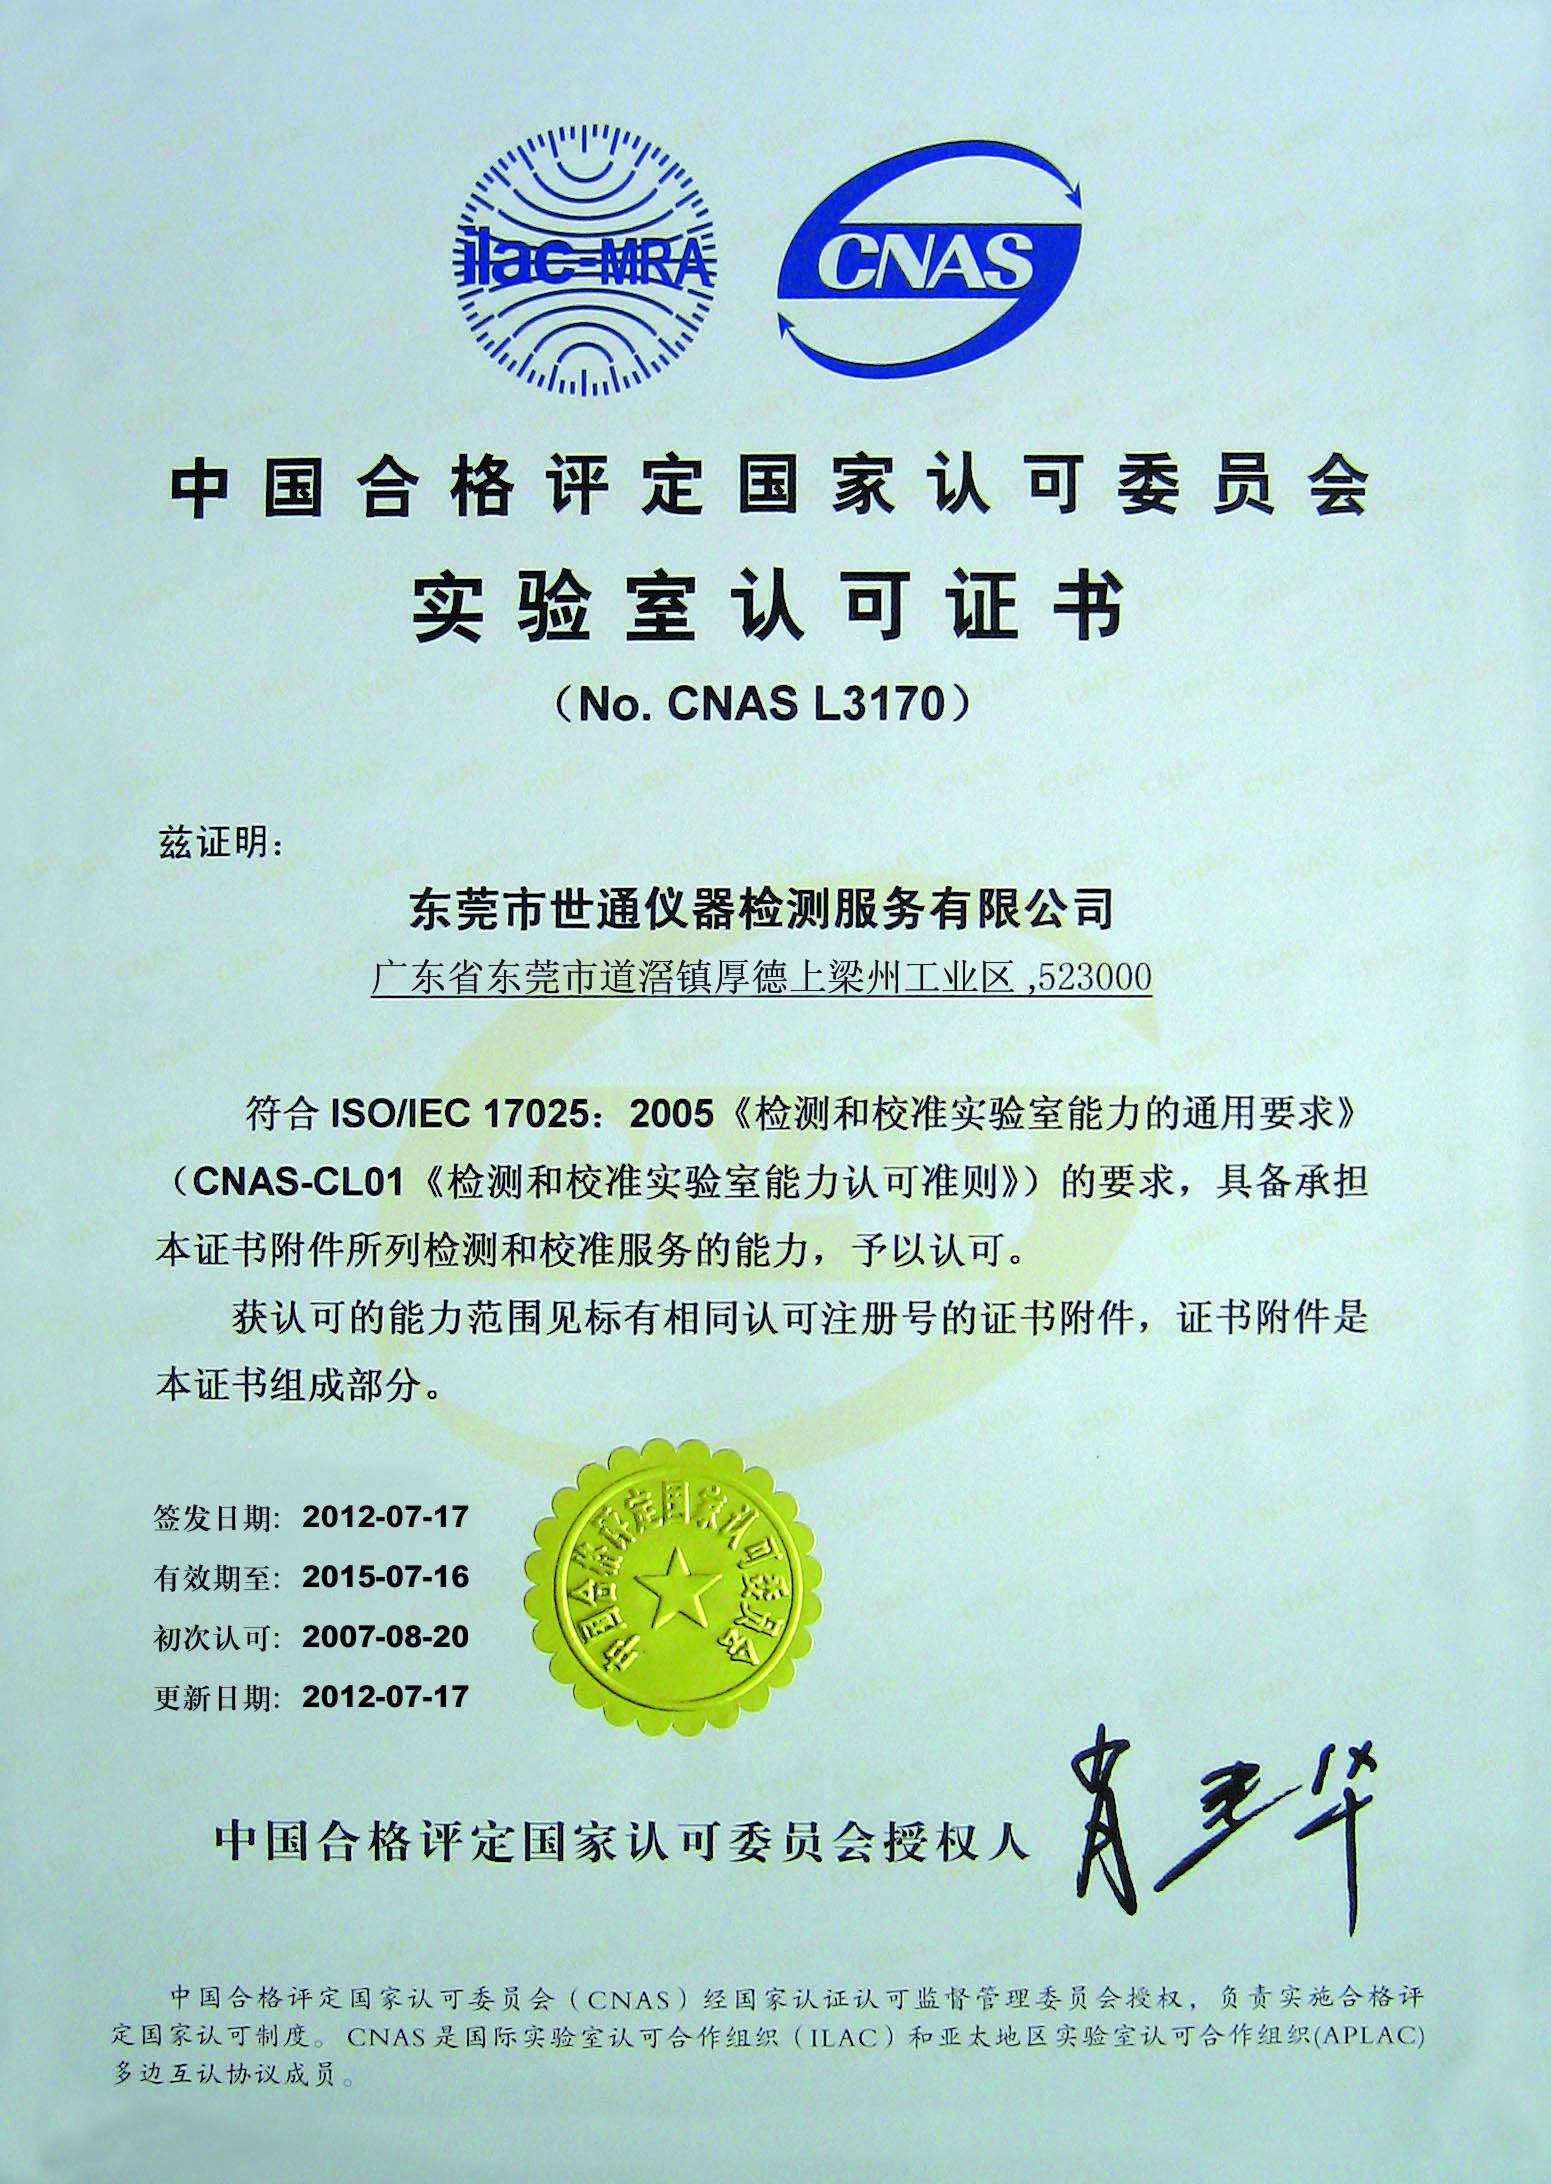 ilac-MRA
CNAS
中国合格评定国家认可委员会
实验室认可证书
（No. CNAS L3170）
兹证明：
东莞市世通仪器检测服务有限公司
广东省东莞市道滘镇厚德上梁州工业区 ,523000
符合 ISO/IEC 17025：2005《检测和校准实验室能力的通用要求》
（CNAS-CL01《检测和校准实验室能力认可准则》）的要求，具备承担
本证书附件所列检测和校准服务的能力，予以认可。
获认可的能力范围见标有相同认可注册号的证书附件，证书附件是
本证书组成部分。
签发日期：2012-07-17
有效期至：2015-07-16
初次认可：2007-08-20
更新日期：2012-07-17
中国合格评定国家认可委员会
中国合格评定国家认可委员会授权人 肖建华
中国合格评定国家认可委员会（CNAS）经国家认证认可监督管理委员会授权，负责实施合格评
定国家认可制度。CNAS是国际实验室认可合作组织（ILAC）和亚太地区实验室认可合作组织(APLAC)
多边互认协议成员。